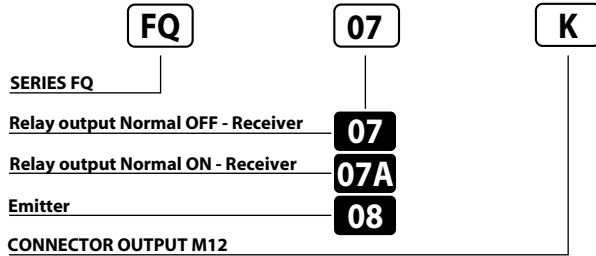 FQ 07 K
SERIES FQ
Relay output Normal OFF - Receiver 07
Relay output Normal ON - Receiver 07A
Emitter 08
CONNECTOR OUTPUT M12